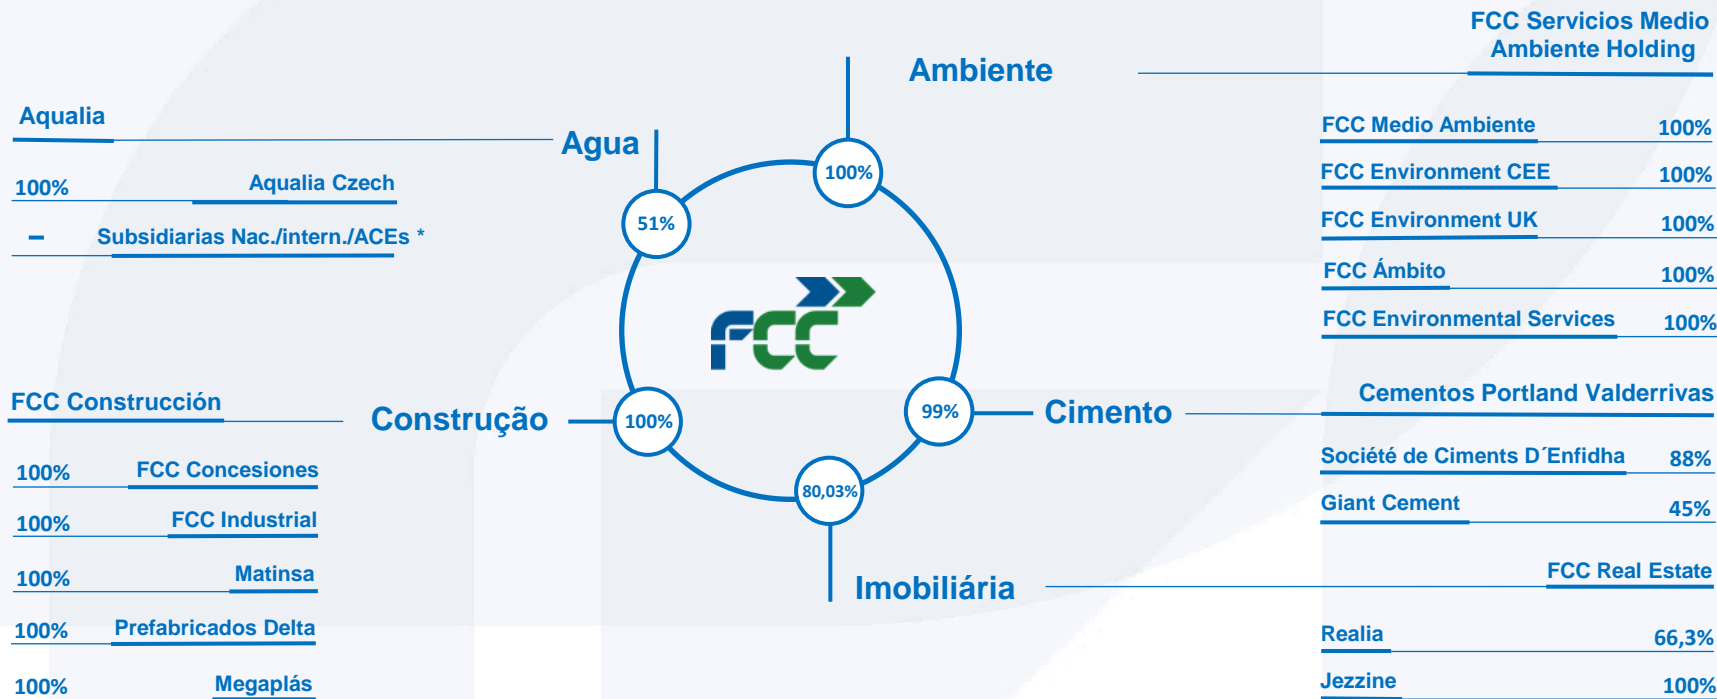 FCC Servicios Medio
Ambiente Holding
Ambiente
FCC Medio Ambiente 100%
FCC Environment CEE 100%
FCC Environment UK 100%
FCC Ámbito 100%
FCC Environmental Services 100%
Aqualia
Agua
100% Aqualia Czech
– Subsidiarias Nac./intern./ACEs *
100%
51%
FCC
100%
99%
80,03%
FCC Construcción
Construção
100% FCC Concesiones
100% FCC Industrial
100% Matinsa
100% Prefabricados Delta
100% Megaplás
Cimento
Cementos Portland Valderrivas
Société de Ciments D´Enfidha 88%
Giant Cement 45%
Imobiliária
FCC Real Estate
Realia 66,3%
Jezzine 100%